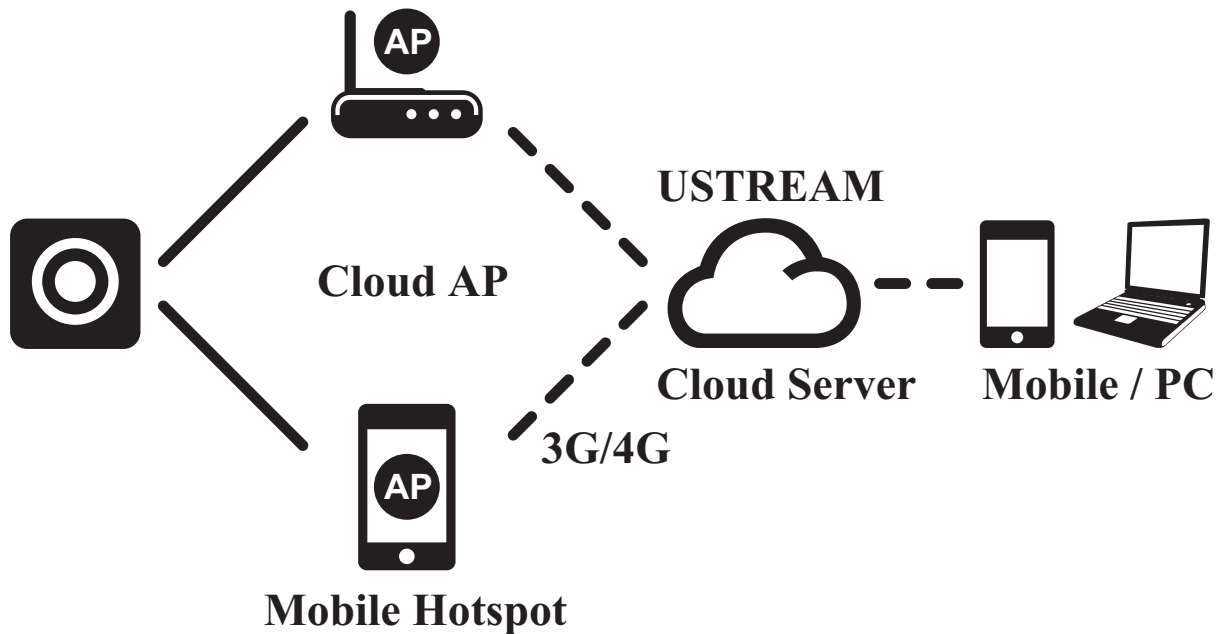 AP
USTREAM
Cloud AP
Cloud Server
Mobile / PC
3G/4G
AP
Mobile Hotspot